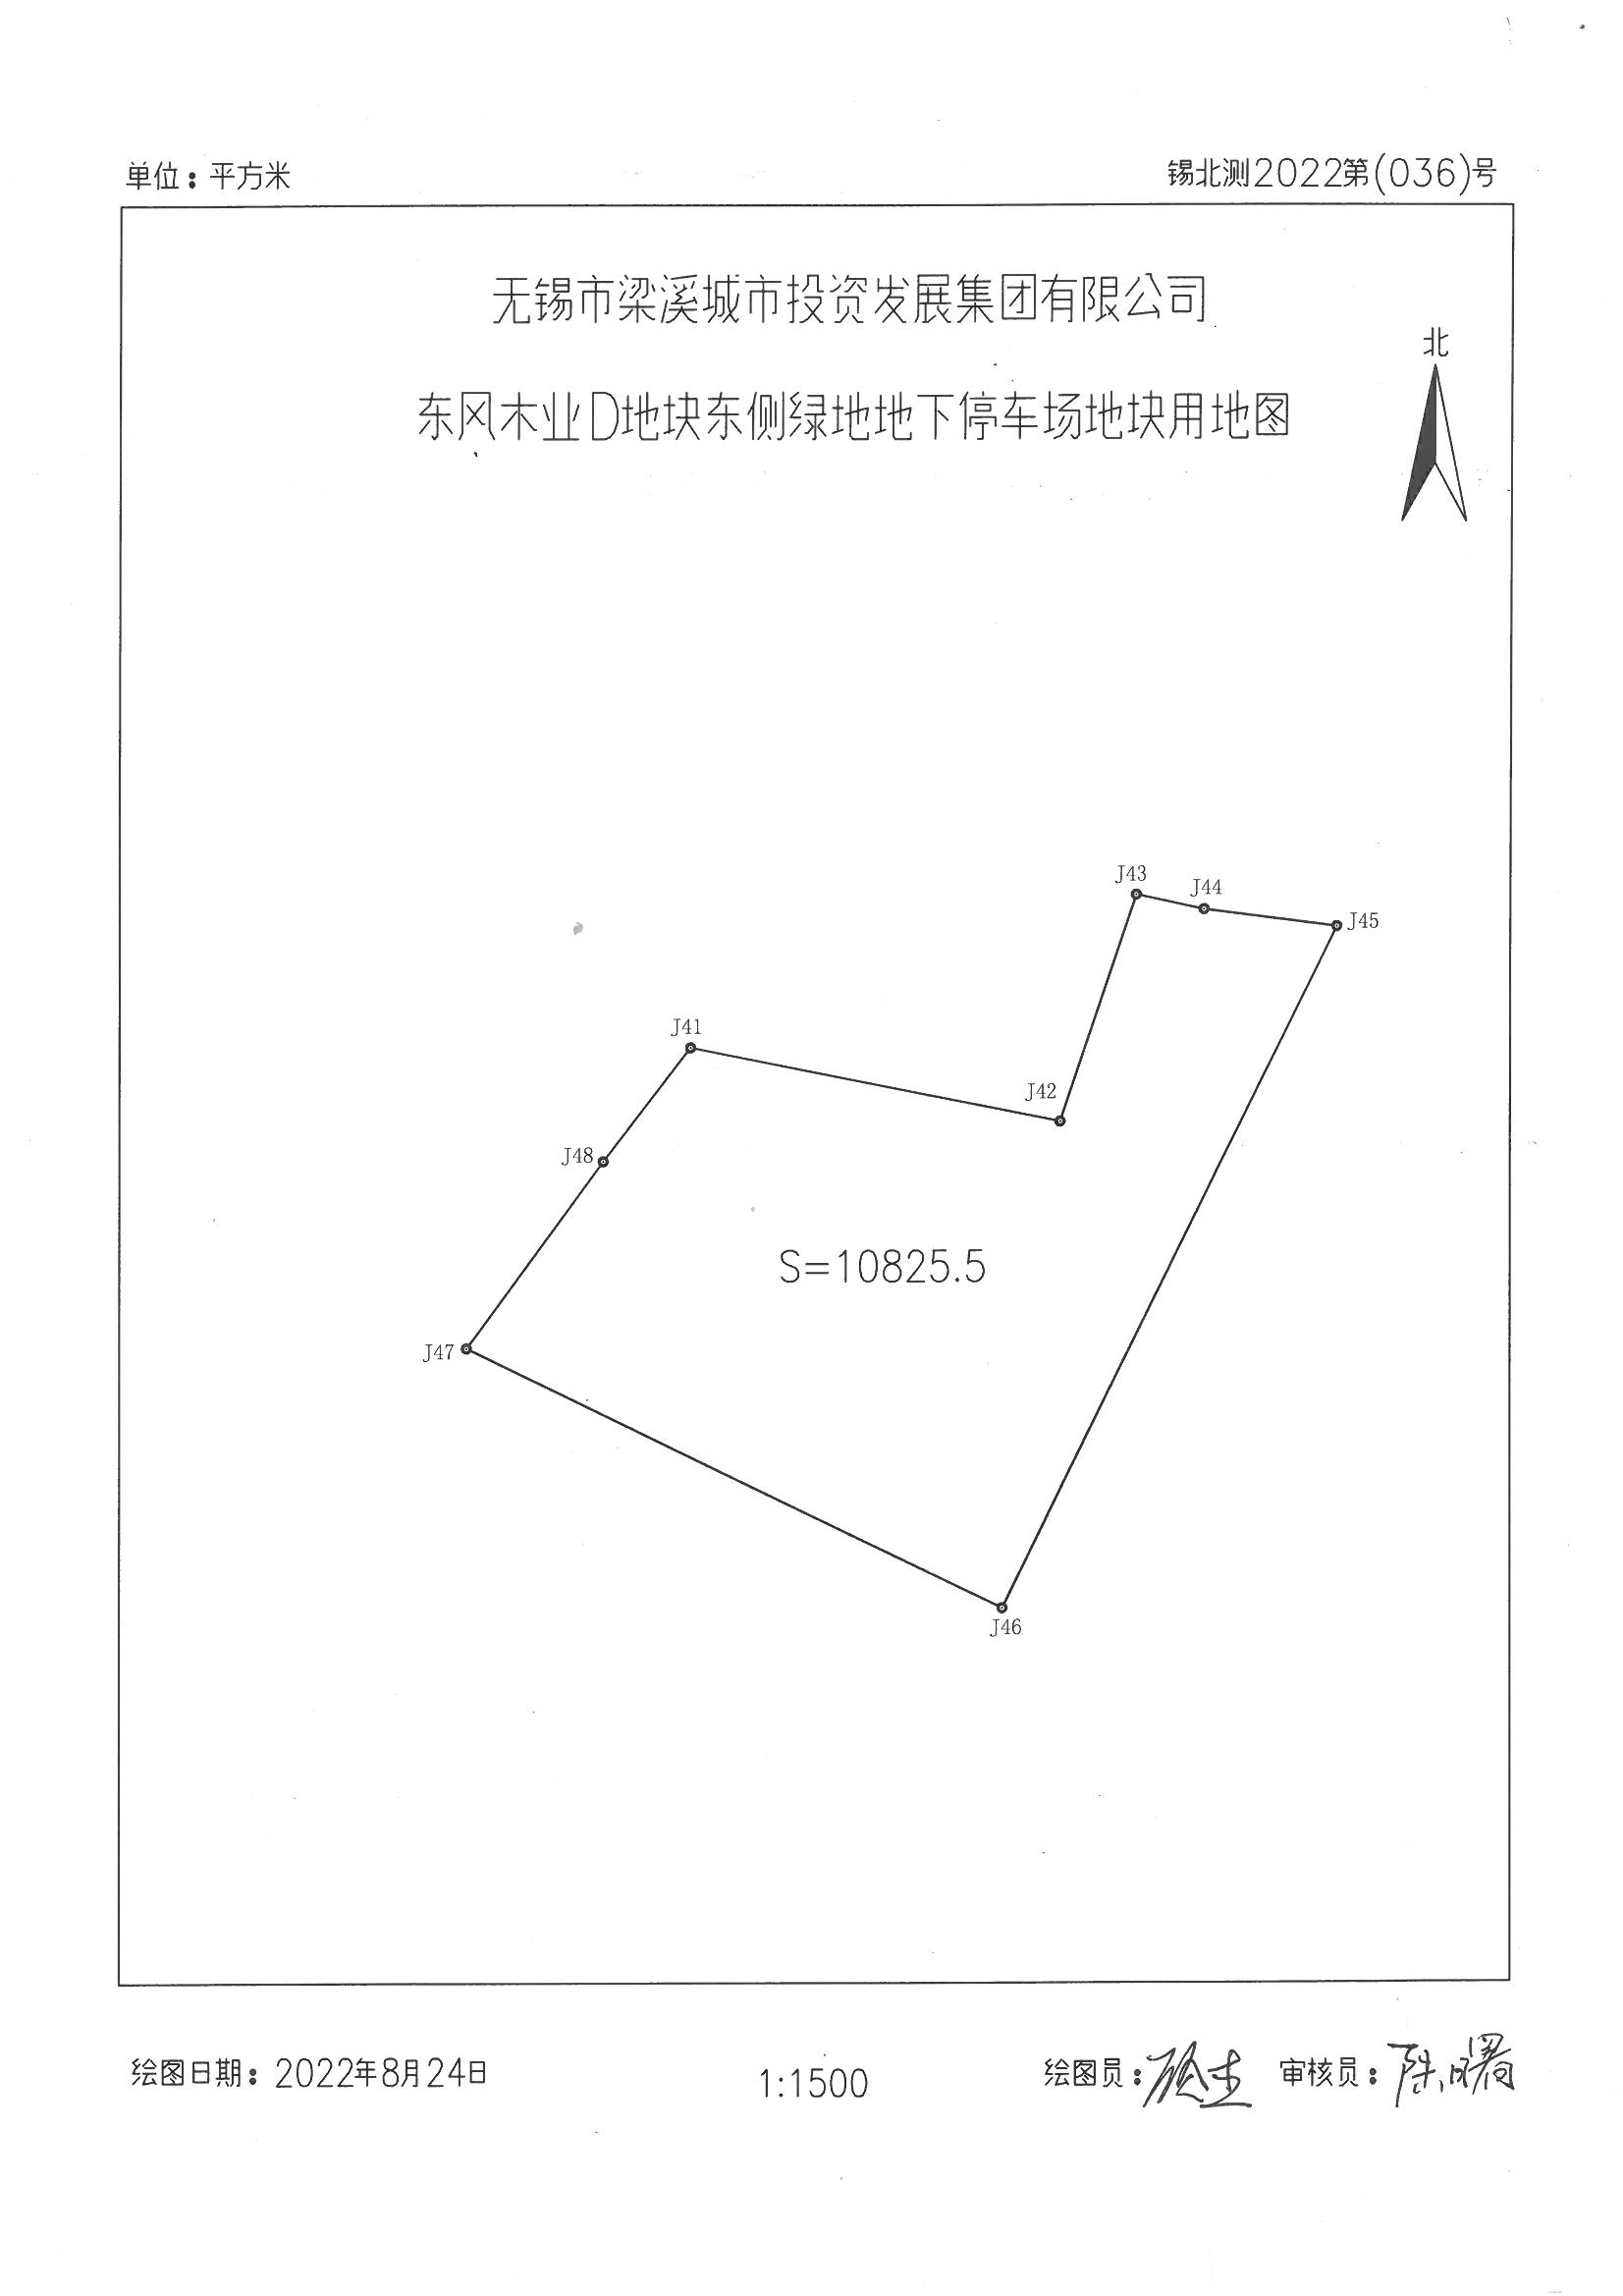 单位：平方米
锡北测2022第(036)号
无锡市梁溪城市投资发展集团有限公司
东风木业D地块东侧绿地地下停车场地块用地图
北
J43
J44
J45
J41
J42
J48
S=10825.5
J47
J46
绘图日期：2022年8月24日
1:1500
绘图员：
审核员：陈曙